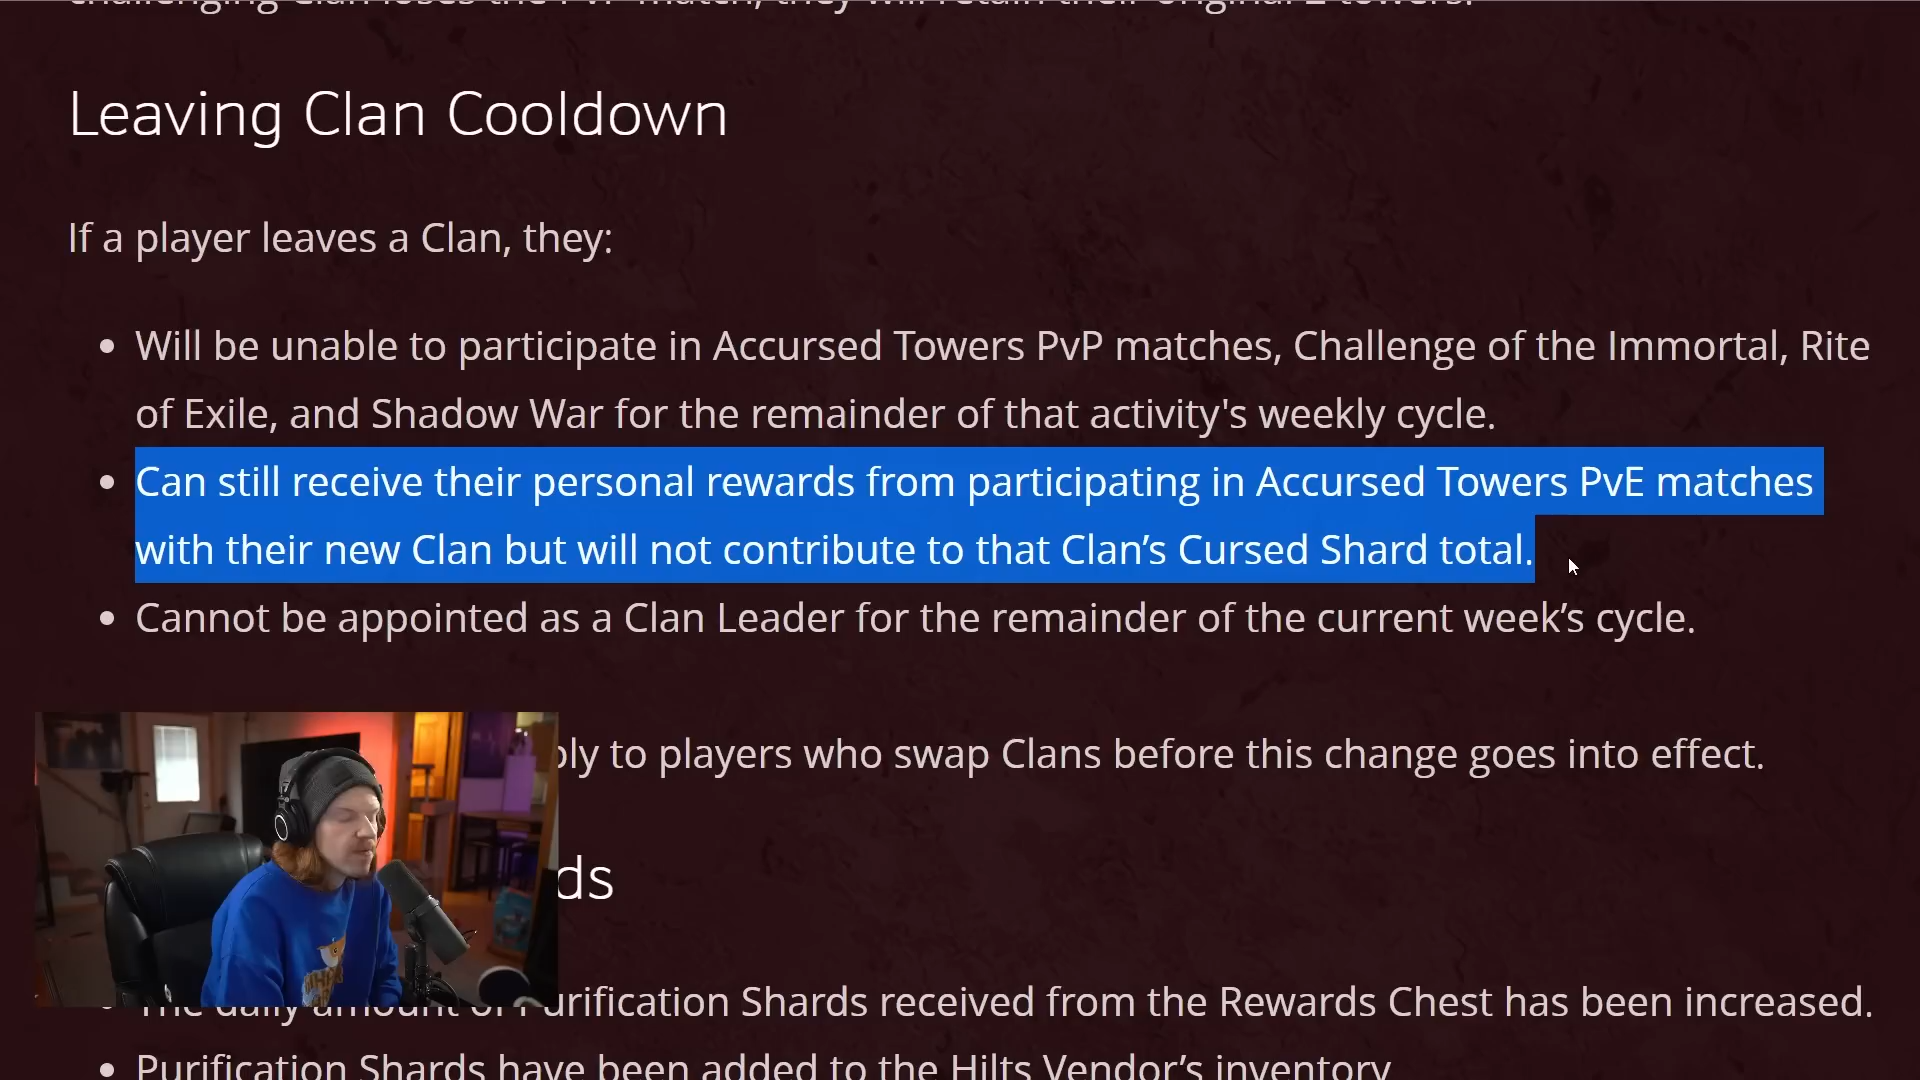 Leaving Clan Cooldown
If a player leaves a Clan, they:
• Will be unable to participate in Accursed Towers PvP matches, Challenge of the Immortal, Rite
of Exile, and Shadow War for the remainder of that activity's weekly cycle.
• Can still receive their personal rewards from participating in Accursed Towers PvE matches
with their new Clan but will not contribute to that Clan’s Cursed Shard total.
• Cannot be appointed as a Clan Leader for the remainder of the current week’s cycle.
to players who swap Clans before this change goes into effect.
ds
• The daily amount of Purification Shards received from the Rewards Chest has been increased.
• Purification Shards have been added to the Hilts Vendor’s inventory